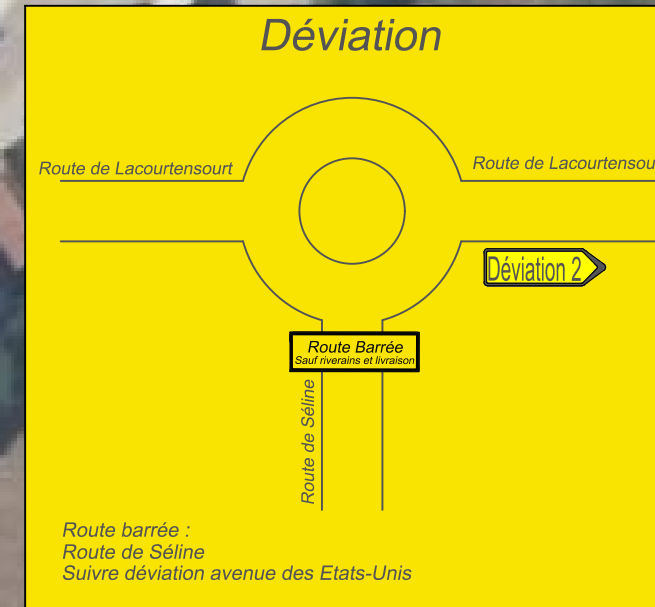 Déviation
Route de Lacourtensourt
Route de Lacourtensou
Déviation 2
Route Barrée
Sauf riverains et livraison
Route de Séline
Route barrée :
Route de Séline
Suivre déviation avenue des Etats-Unis